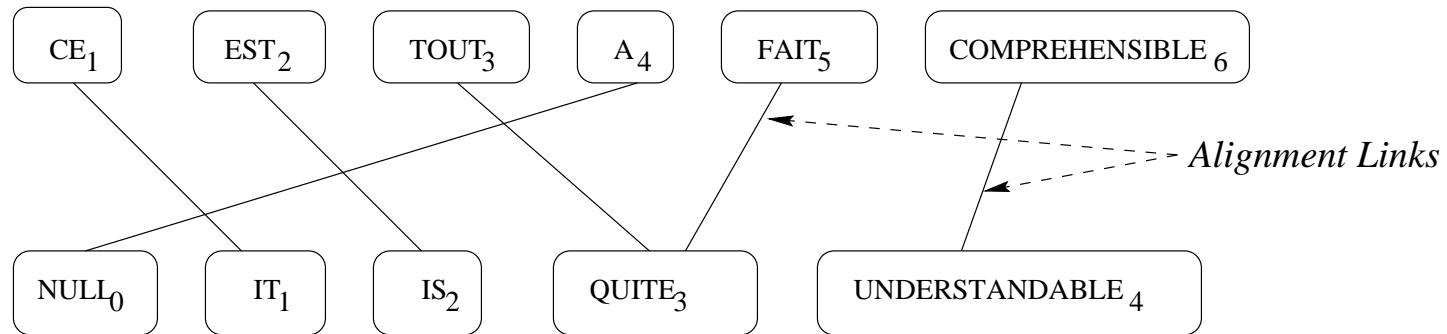 CE1 EST2 TOUT3 A4 FAIT5 COMPREHENSIBLE6
Alignment Links
NULL0 IT1 IS2 QUITE3 UNDERSTANDABLE4